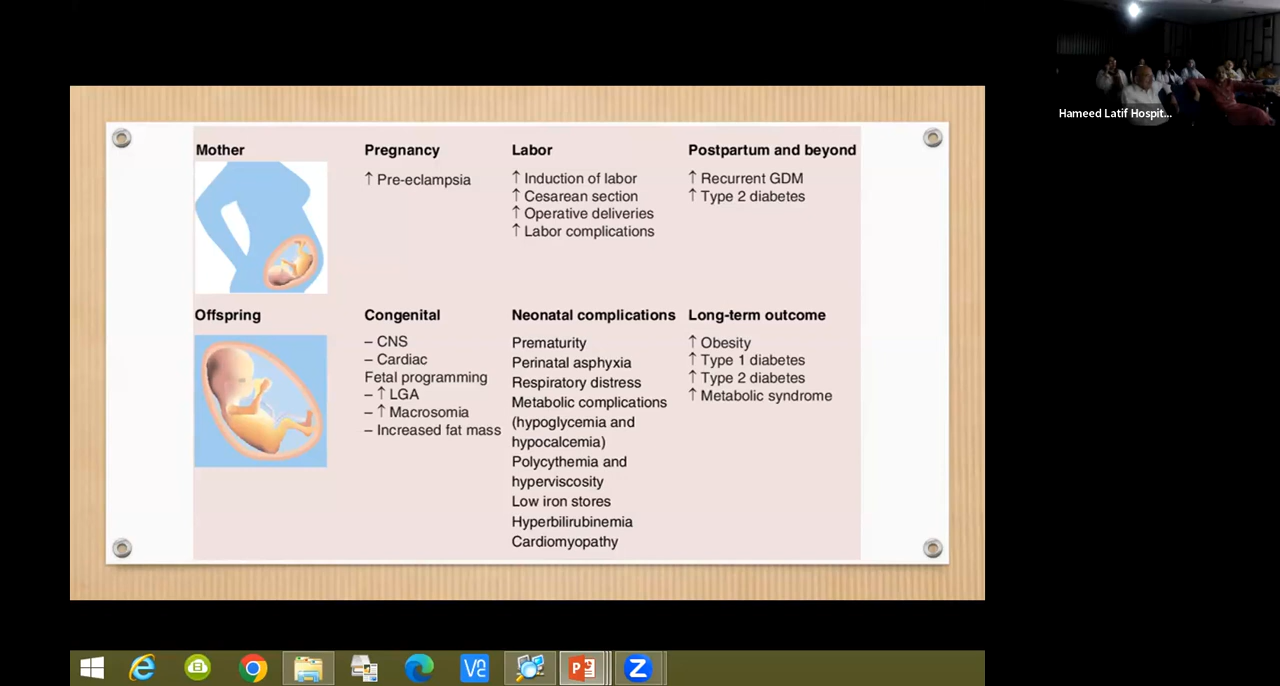 Hameed Latif Hospit...
Mother
Pregnancy
↑ Pre-eclampsia
Labor
↑ Induction of labor
↑ Cesarean section
↑ Operative deliveries
↑ Labor complications
Postpartum and beyond
↑ Recurrent GDM
↑ Type 2 diabetes
Offspring
Congenital
– CNS
– Cardiac
Fetal programming
– ↑ LGA
– ↑ Macrosomia
– Increased fat mass
Neonatal complications
Prematurity
Perinatal asphyxia
Respiratory distress
Metabolic complications
(hypoglycemia and
hypocalcemia)
Polycythemia and
hyperviscosity
Low iron stores
Hyperbilirubinemia
Cardiomyopathy
Long-term outcome
↑ Obesity
↑ Type 1 diabetes
↑ Type 2 diabetes
↑ Metabolic syndrome